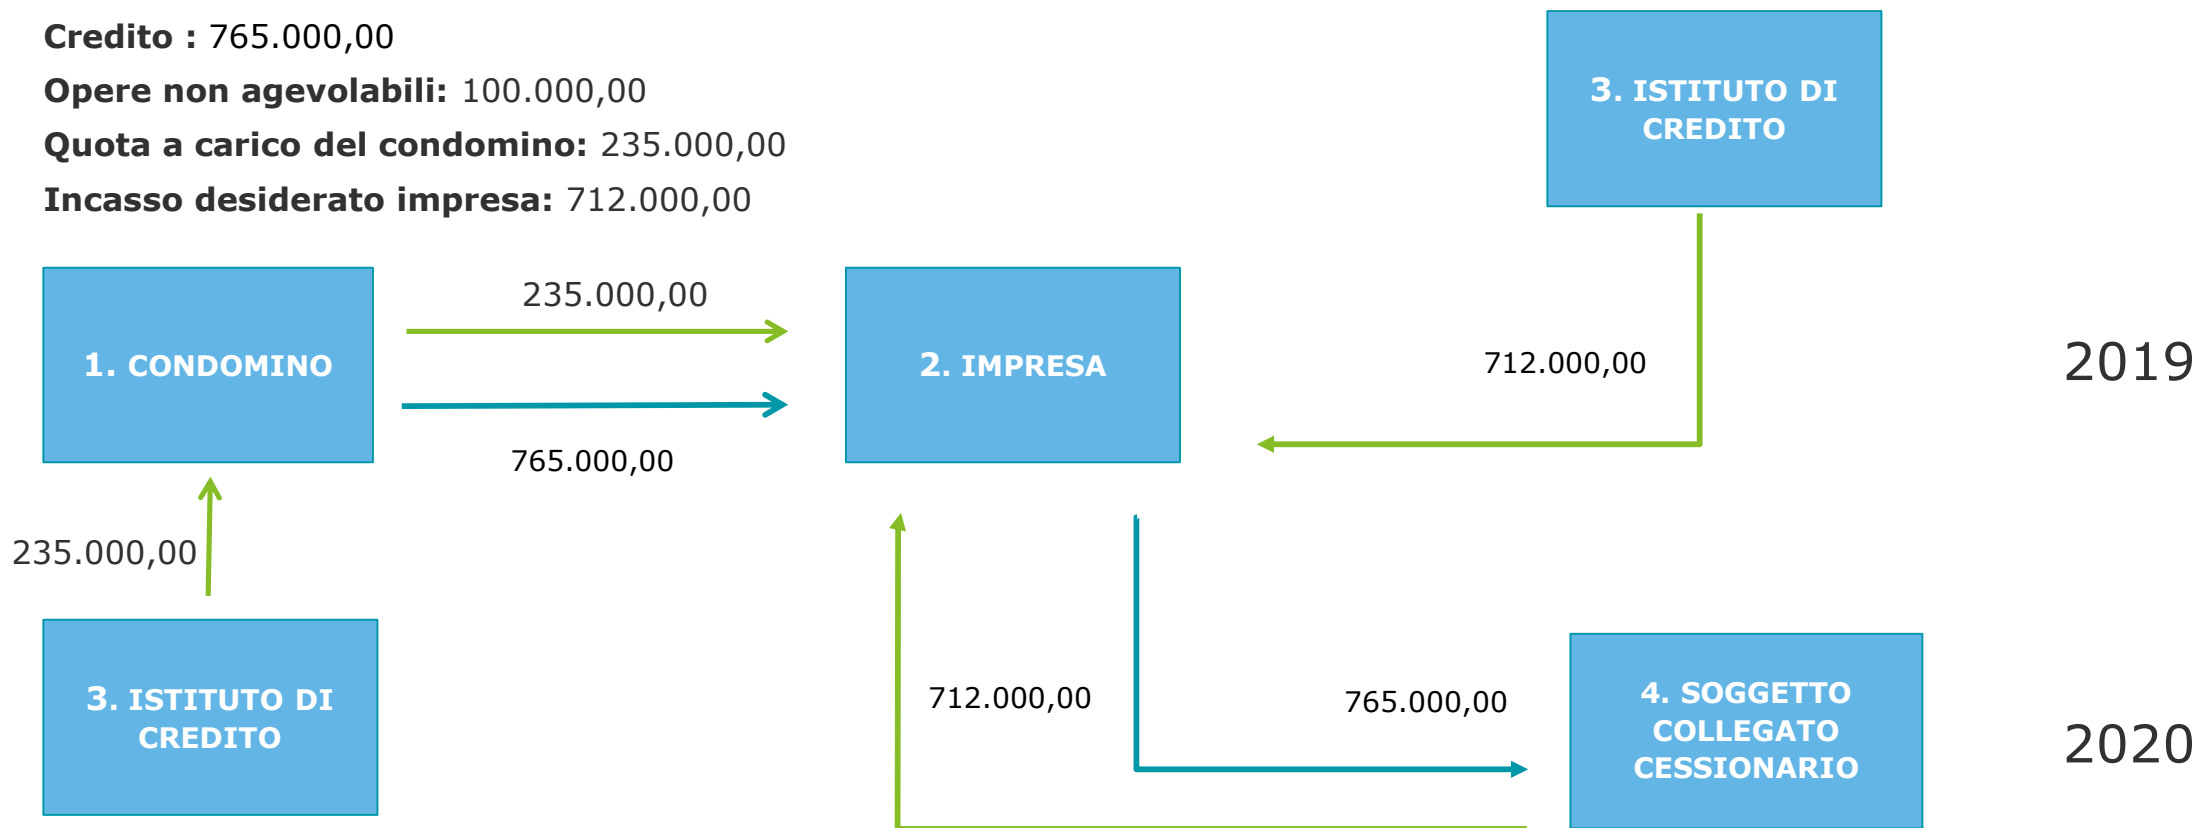 Credito : 765.000,00
Opere non agevolabili: 100.000,00
Quota a carico del condomino: 235.000,00
Incasso desiderato impresa: 712.000,00
3. ISTITUTO DI
CREDITO
1. CONDOMINO
235.000,00
765.000,00
2. IMPRESA
712.000,00
2019
235.000,00
3. ISTITUTO DI
CREDITO
712.000,00
765.000,00
4. SOGGETTO
COLLEGATO
CESSIONARIO
2020